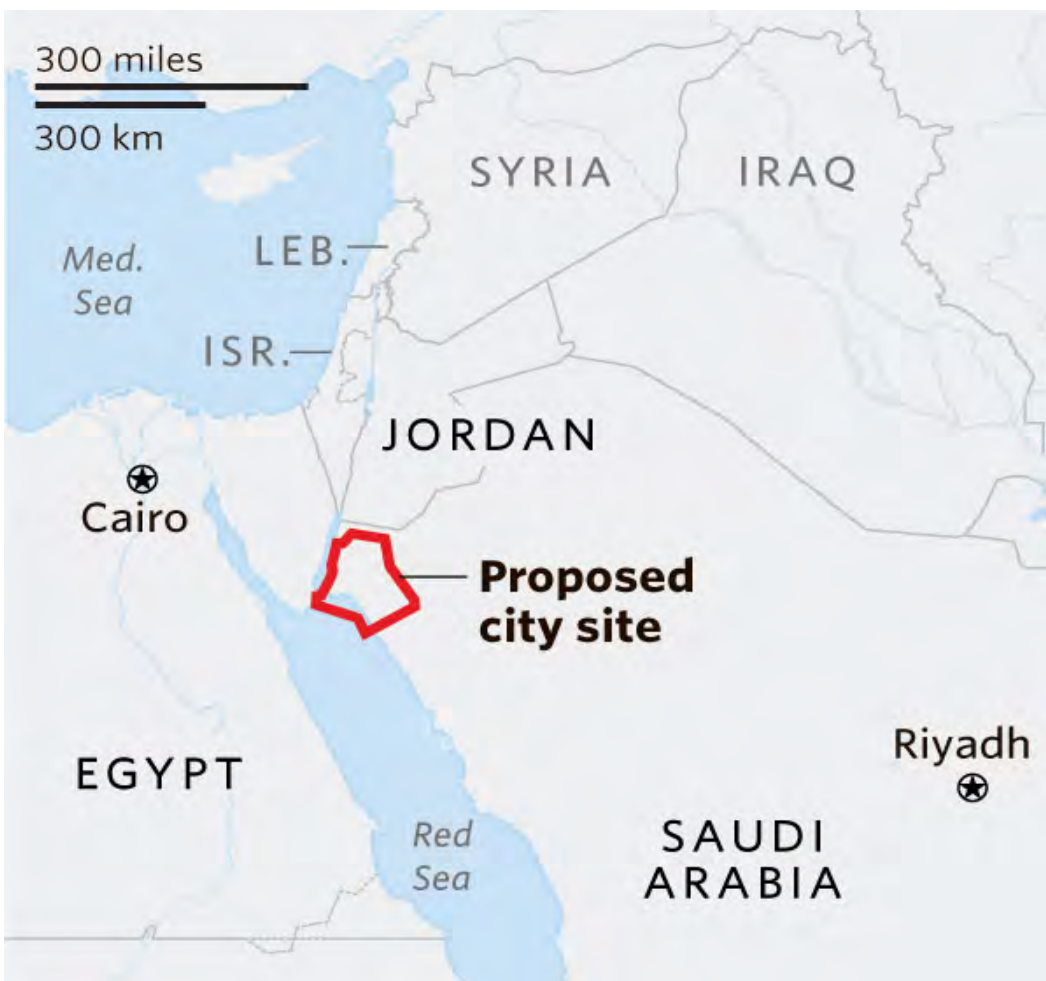 300 miles
300 km
SYRIA
IRAQ
LEB.
Med.
Sea
ISR.
JORDAN
Cairo
Proposed
city site
Riyadh
EGYPT
Red
Sea
SAUDI
ARABIA